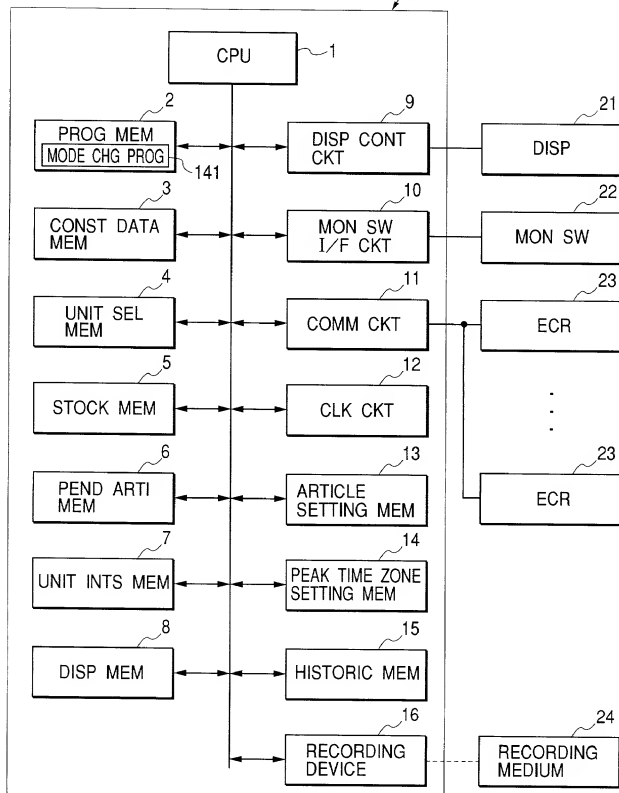 CPU
1
2
PROG MEM
MODE CHG PROG
141
3
CONST DATA
MEM
4
UNIT SEL
MEM
5
STOCK MEM
6
PEND ARTI
MEM
7
UNIT INTS MEM
8
DISP MEM
9
DISP CONT
CKT
10
MON SW
I/F CKT
11
COMM CKT
12
CLK CKT
13
ARTICLE
SETTING MEM
14
PEAK TIME ZONE
SETTING MEM
15
HISTORIC MEM
16
RECORDING
DEVICE
21
DISP
22
MON SW
23
ECR
23
ECR
24
RECORDING
MEDIUM